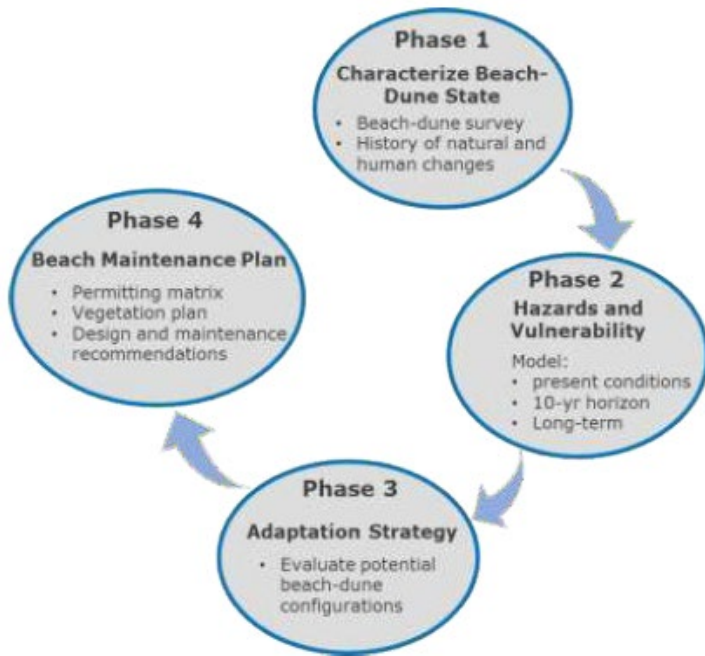 Phase 1
Characterize Beach-
Dune State
• Beach-dune survey
• History of natural and
human changes
Phase 2
Hazards and
Vulnerability
Model:
• present conditions
• 10-yr horizon
• Long-term
Phase 3
Adaptation Strategy
• Evaluate potential
beach-dune
configurations
Phase 4
Beach Maintenance Plan
• Permitting matrix
• Vegetation plan
• Design and maintenance
recommendations